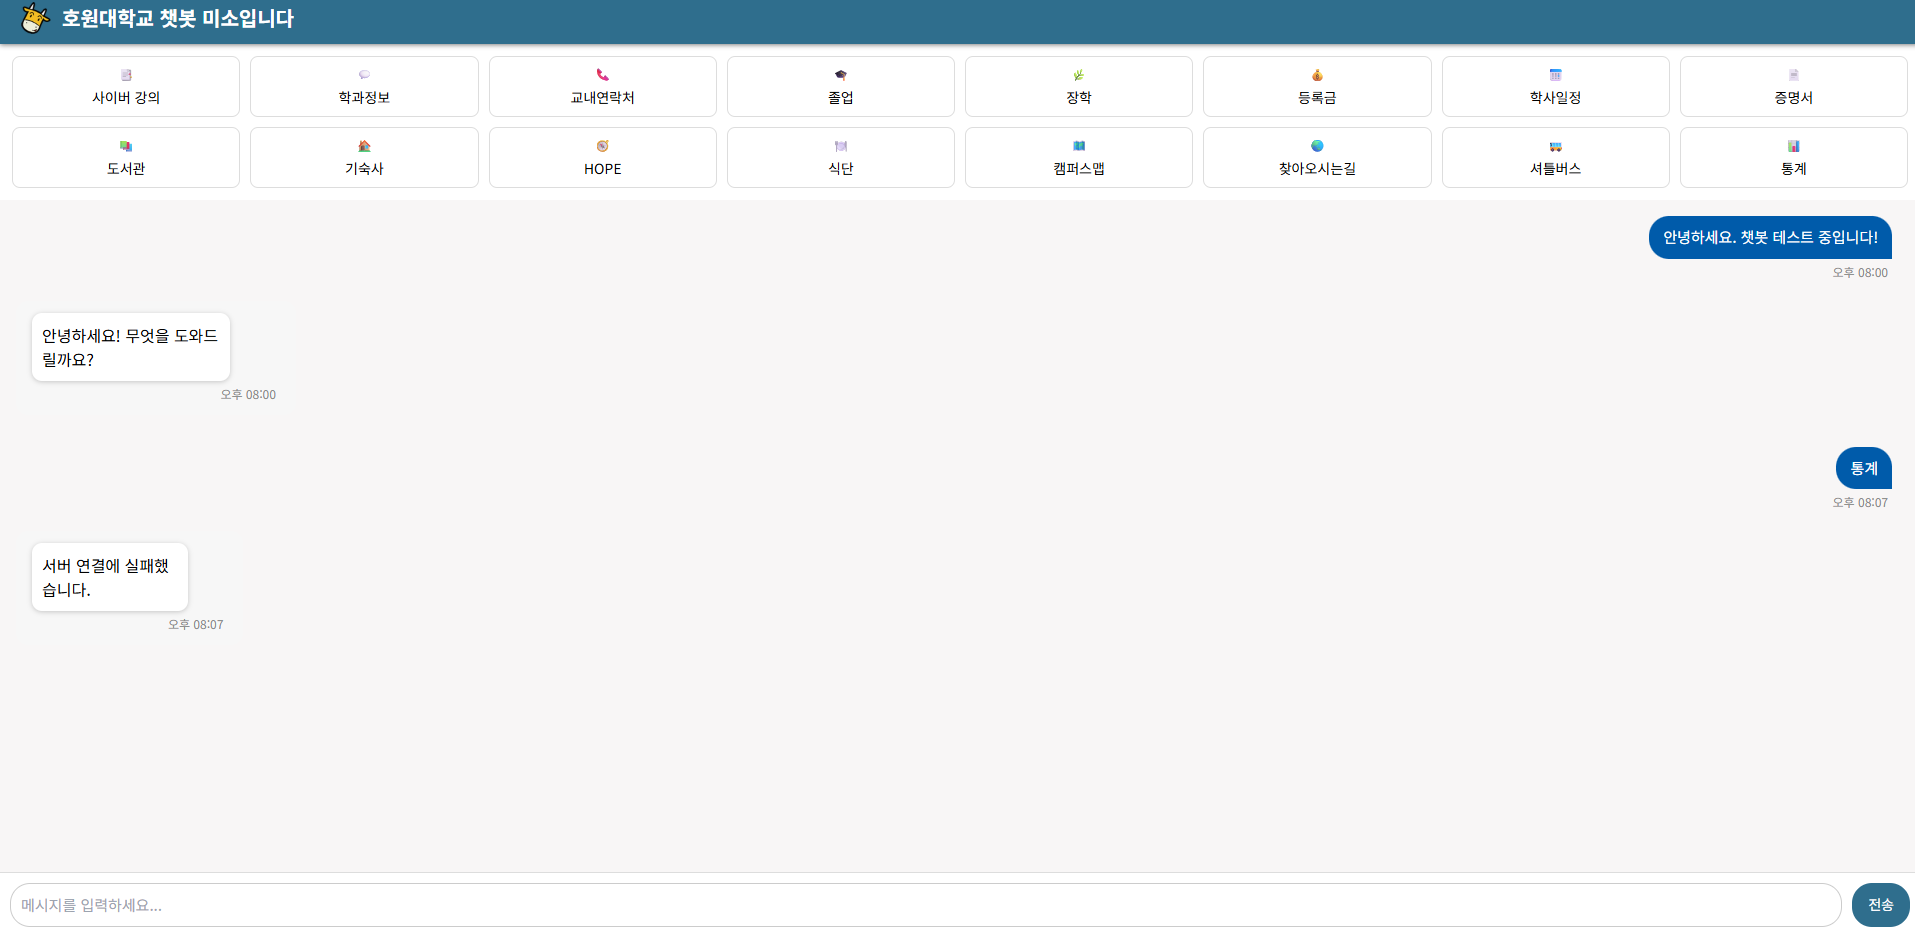 호원대학교 챗봇 미소입니다
사이버 강의
학과정보
교내연락처
졸업
장학
등록금
학사일정
증명서
도서관
기숙사
HOPE
식단
캠퍼스맵
찾아오시는길
셔틀버스
통계
안녕하세요. 챗봇 테스트 중입니다!
오후 08:00
안녕하세요! 무엇을 도와드
릴까요?
오후 08:00
통계
오후 08:07
서버 연결에 실패했
습니다.
오후 08:07
메시지를 입력하세요...
전송